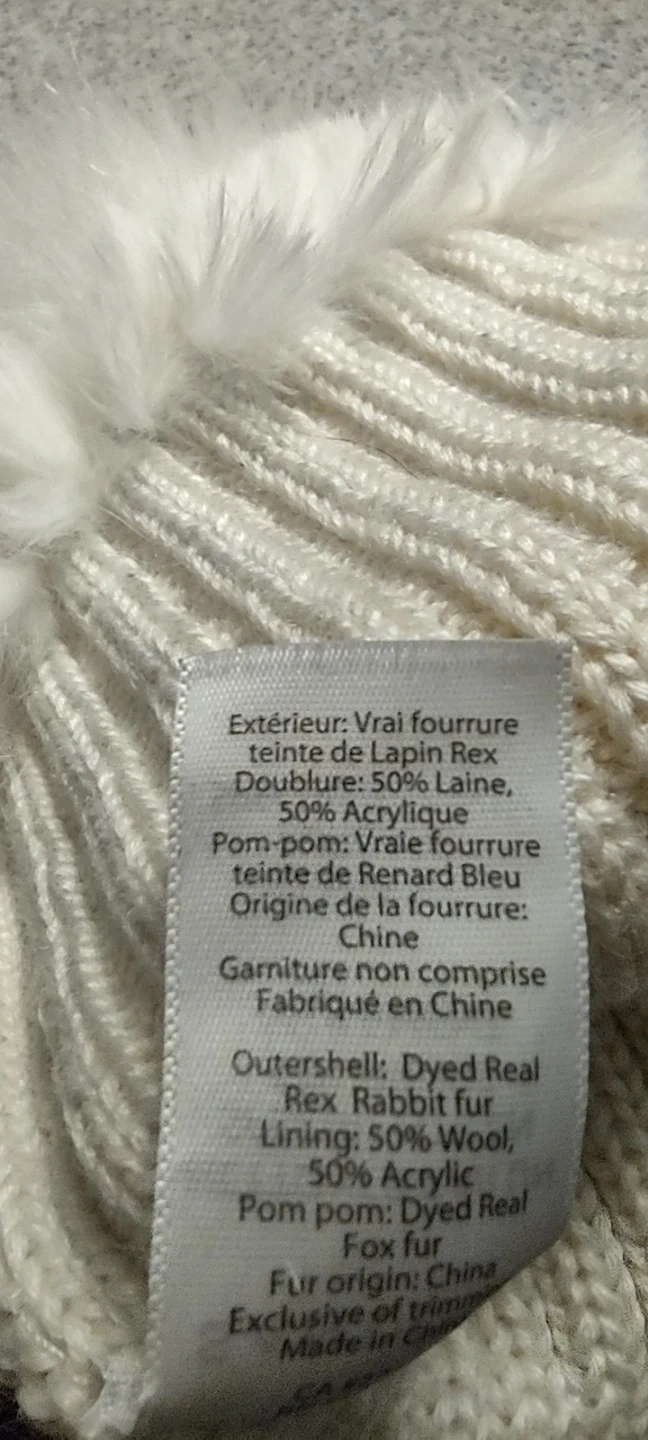 Extérieur: Vrai fourrure
teinte de Lapin Rex
Doublure: 50% Laine,
50% Acrylique
Pom-pom: Vraie fourrure
teinte de Renard Bleu
Origine de la fourrure:
Chine
Garniture non comprise
Fabriqué en Chine
Outershell: Dyed Real
Rex Rabbit fur
Lining: 50% Wool,
50% Acrylic
Pom pom: Dyed Real
Fox fur
Fur origin: China
Exclusive of
Made in
CA